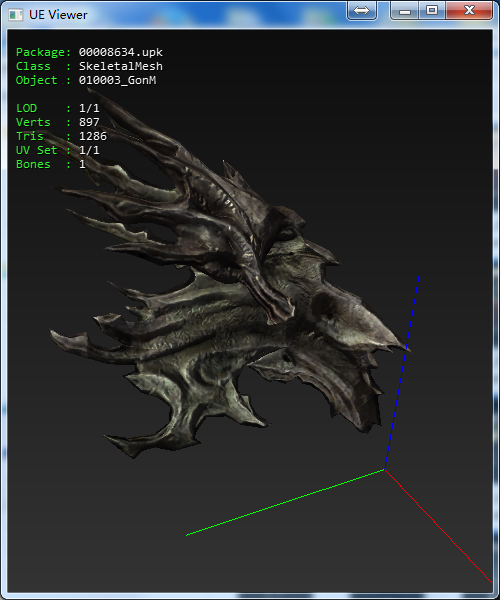 UE Viewer
Package: 00008634.upk
Class : SkeletalMesh
Object : 010003_GonM
LOD : 1/1
Verts : 897
Tris : 1286
UV Set : 1/1
Bones : 1